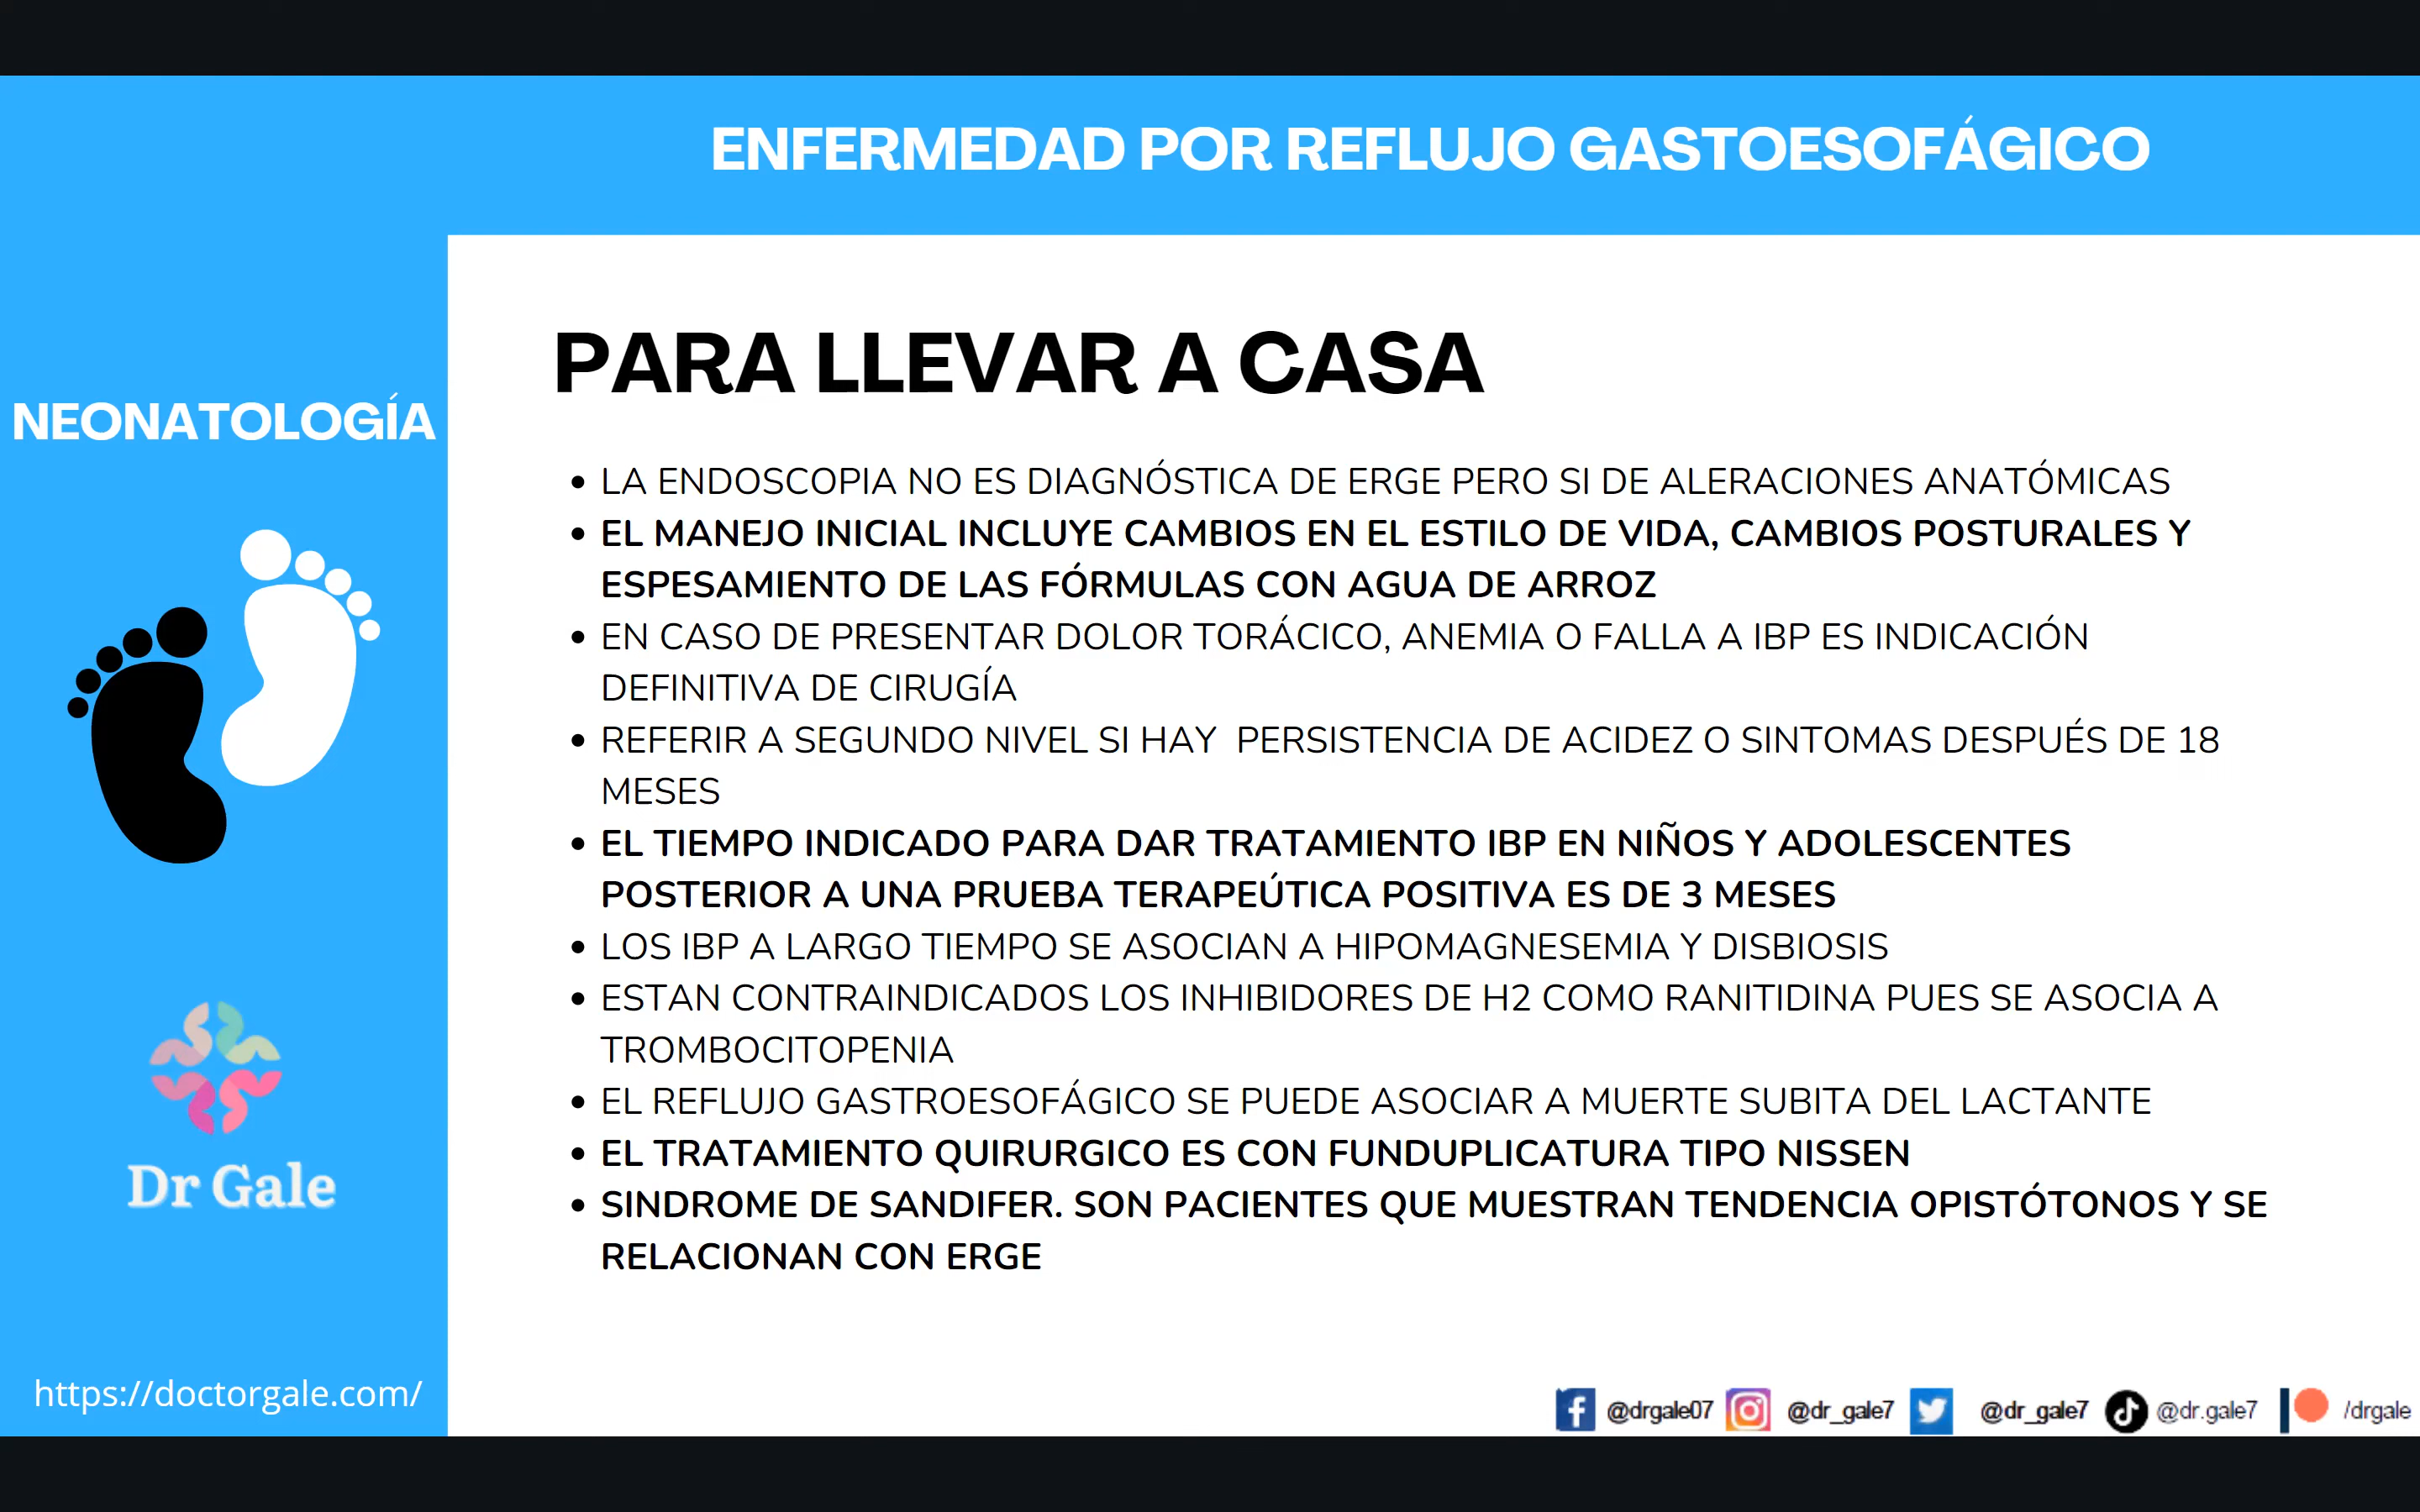 ENFERMEDAD POR REFLUJO GASTOESOFÁGICO
NEONATOLOGÍA
PARA LLEVAR A CASA
• LA ENDOSCOPIA NO ES DIAGNÓSTICA DE ERGE PERO SI DE ALERACIONES ANATÓMICAS
• EL MANEJO INICIAL INCLUYE CAMBIOS EN EL ESTILO DE VIDA, CAMBIOS POSTURALES Y
ESPESAMIENTO DE LAS FÓRMULAS CON AGUA DE ARROZ
• EN CASO DE PRESENTAR DOLOR TORÁCICO, ANEMIA O FALLA A IBP ES INDICACIÓN
DEFINITIVA DE CIRUGÍA
• REFERIR A SEGUNDO NIVEL SI HAY PERSISTENCIA DE ACIDEZ O SINTOMAS DESPUÉS DE 18
MESES
• EL TIEMPO INDICADO PARA DAR TRATAMIENTO IBP EN NIÑOS Y ADOLESCENTES
POSTERIOR A UNA PRUEBA TERAPEÚTICA POSITIVA ES DE 3 MESES
• LOS IBP A LARGO TIEMPO SE ASOCIAN A HIPOMAGNESEMIA Y DISBIOSIS
• ESTAN CONTRAINDICADOS LOS INHIBIDORES DE H2 COMO RANITIDINA PUES SE ASOCIA A
TROMBOCITOPENIA
• EL REFLUJO GASTROESOFÁGICO SE PUEDE ASOCIAR A MUERTE SUBITA DEL LACTANTE
• EL TRATAMIENTO QUIRURGICO ES CON FUNDUPLICATURA TIPO NISSEN
• SINDROME DE SANDIFER. SON PACIENTES QUE MUESTRAN TENDENCIA OPISTÓTONOS Y SE
RELACIONAN CON ERGE
Dr Gale
https://doctorgale.com/
@drgale07 @dr_gale7 @dr_gale7 @dr.gale7 /drgale